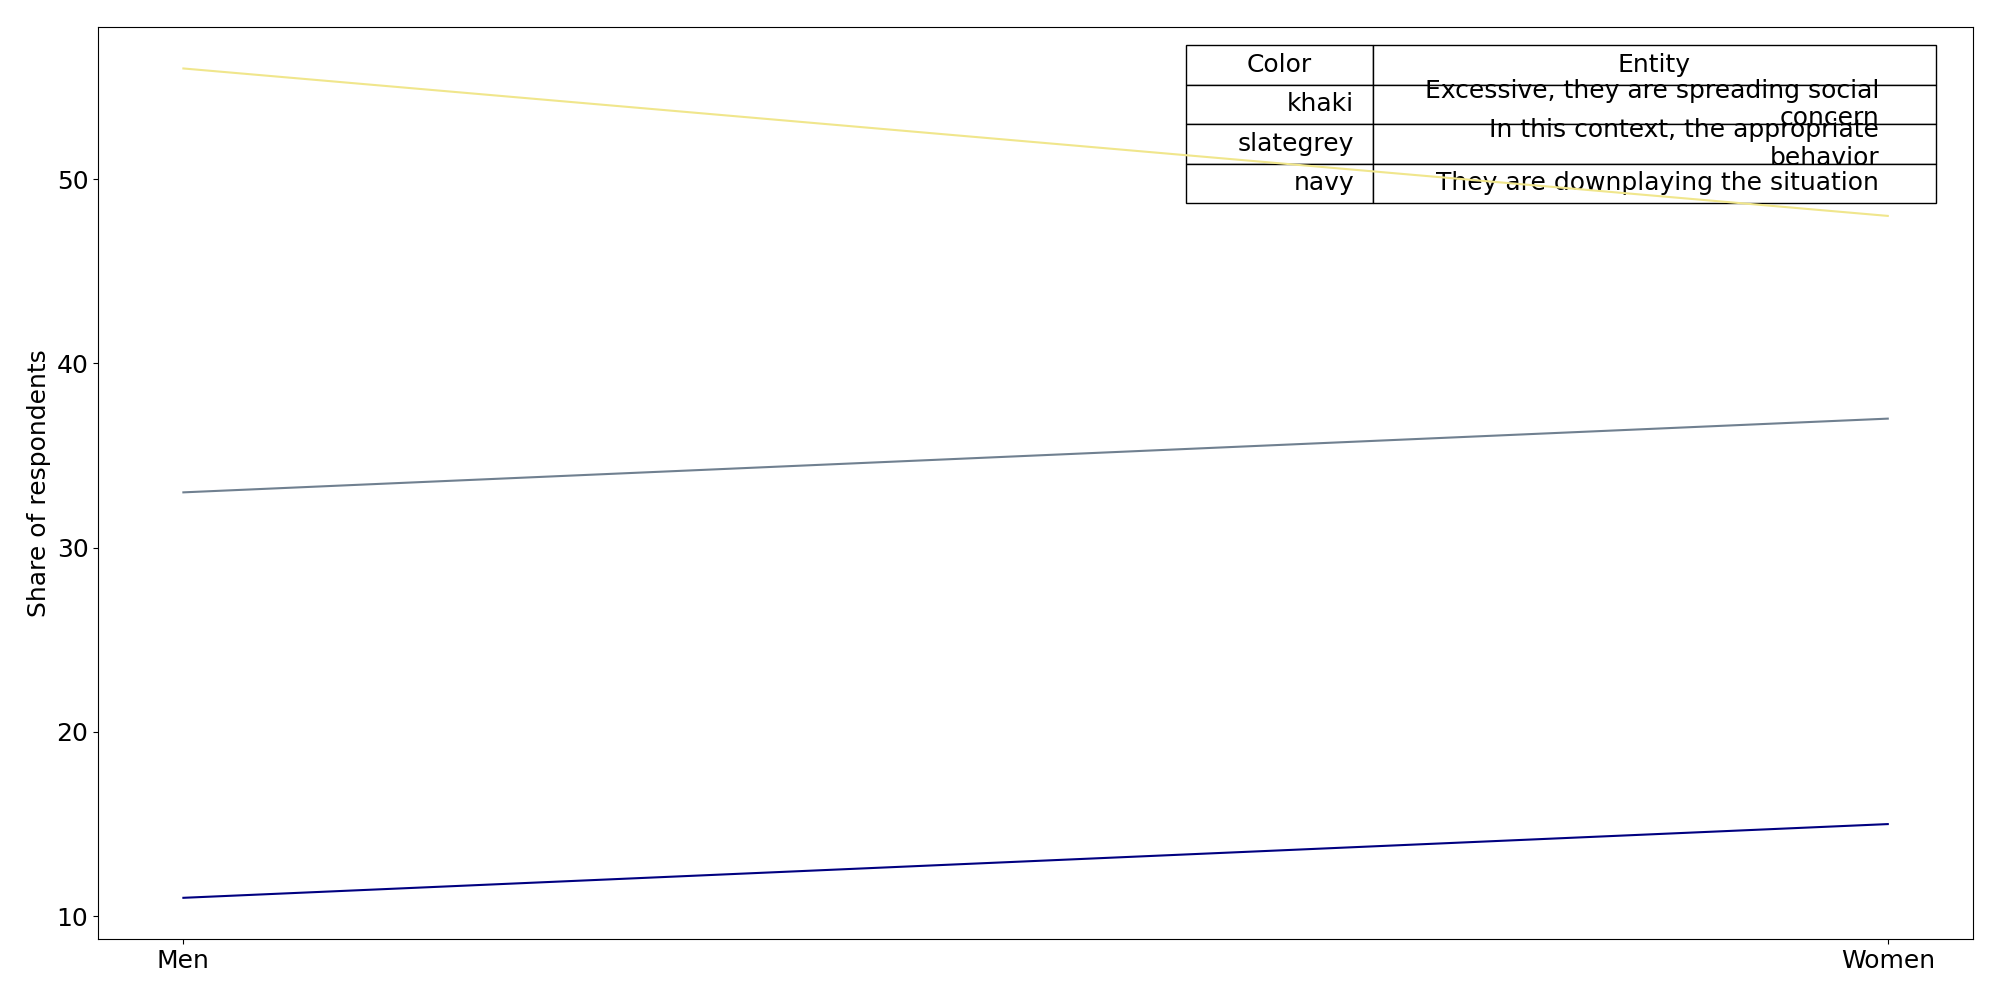 Color Entity
khaki Excessive, they are spreading social
concern
slategrey In this context, the appropriate
behavior
navy They are downplaying the situation
Share of respondents
50
40
30
20
10
Men Women